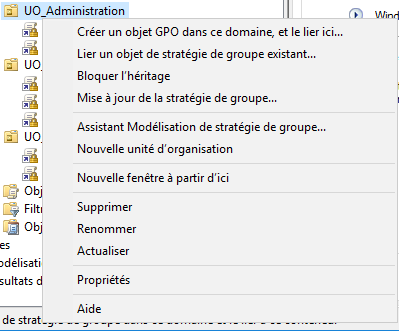 UO_Administration
Wind
Créer un objet GPO dans ce domaine, et le lier ici...
Lier un objet de stratégie de groupe existant...
Bloquer l'héritage
Mise à jour de la stratégie de groupe...
UO_
Assistant Modélisation de stratégie de groupe...
UO_
Nouvelle unité d'organisation
Nouvelle fenêtre à partir d'ici
Obj
Supprimer
Filtr
Renommer
Obj
Actualiser
es
odélisati
Propriétés
sultats d
Aide
de stratégie de groupe dans ce domaine et le lier à ce conteneur